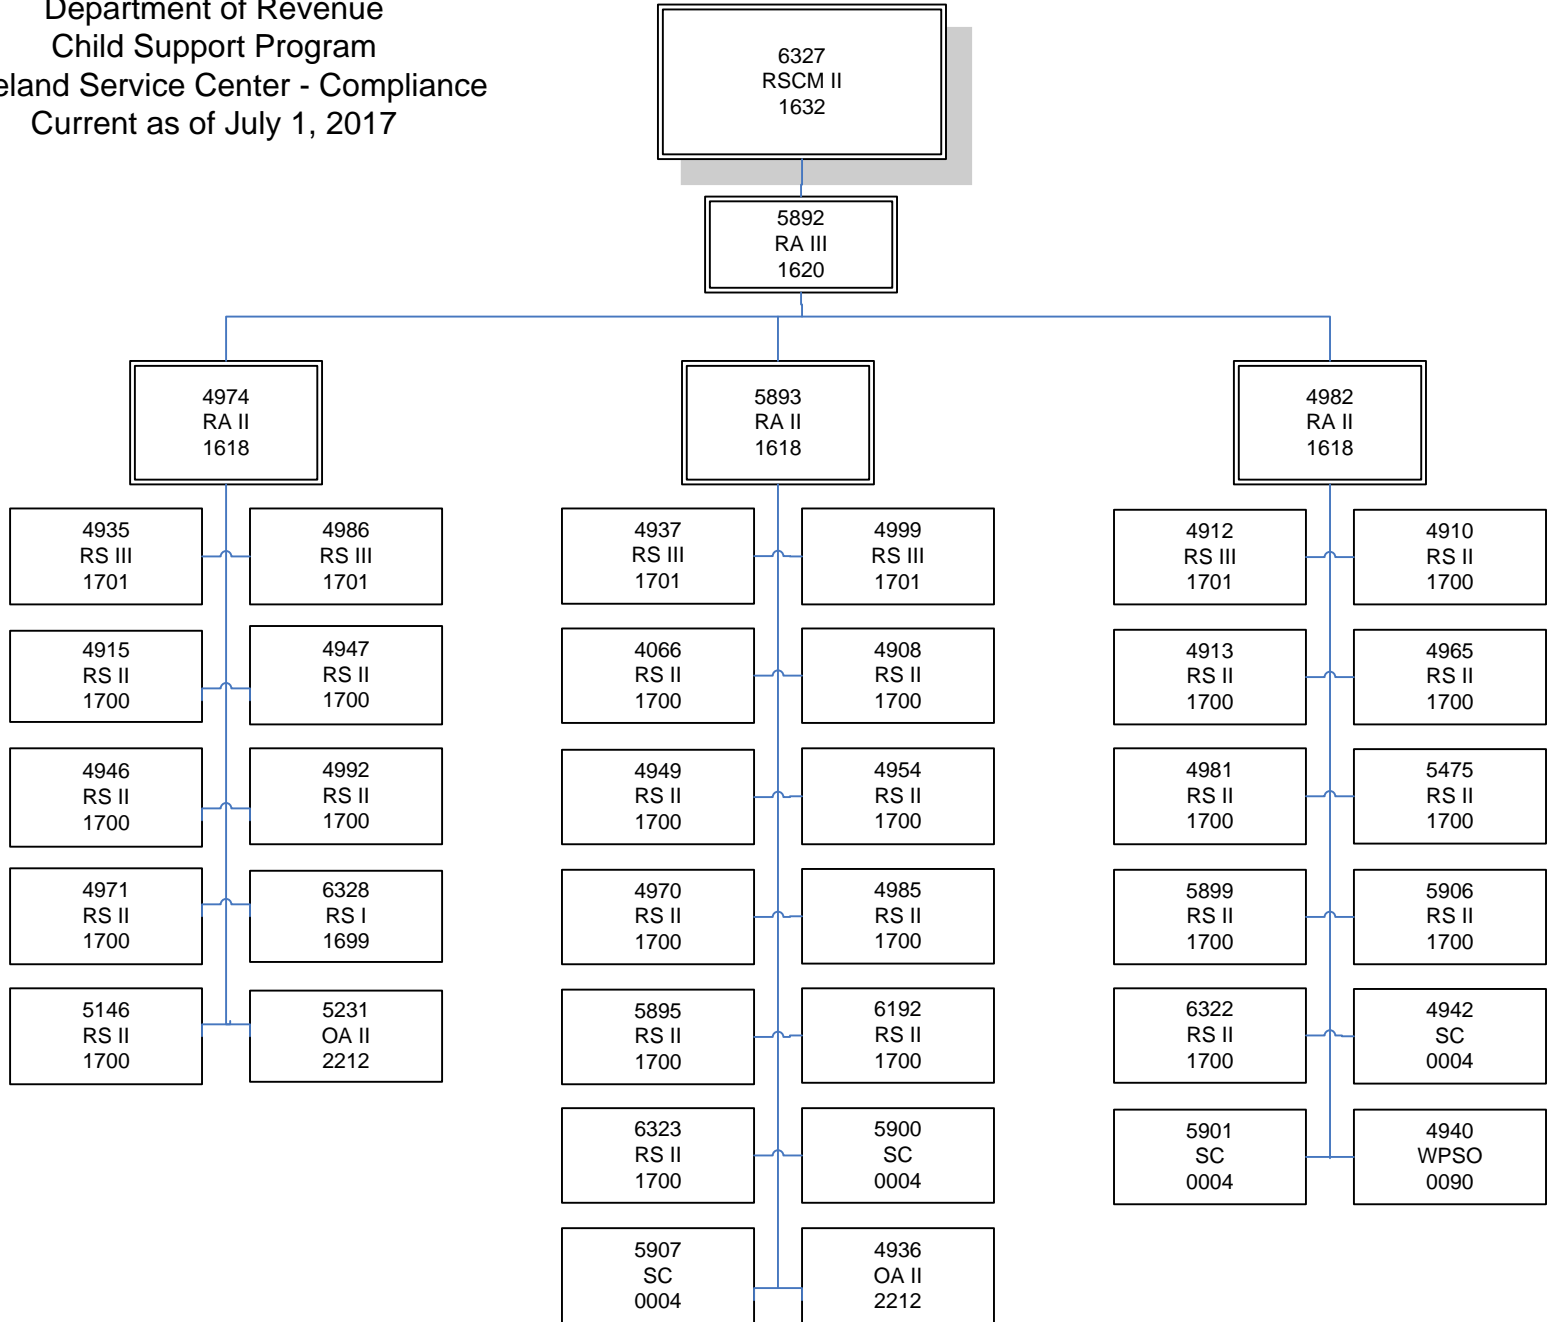 Department of Revenue
Child Support Program
eland Service Center - Compliance
Current as of July 1, 2017
6327
RSCM II
1632
5892
RA III
1620
4974
RA II
1618
5893
RA II
1618
4982
RA II
1618
4935
RS III
1701
4986
RS III
1701
4937
RS III
1701
4999
RS III
1701
4912
RS III
1701
4910
RS II
1700
4915
RS II
1700
4947
RS II
1700
4066
RS II
1700
4908
RS II
1700
4913
RS II
1700
4965
RS II
1700
4946
RS II
1700
4992
RS II
1700
4949
RS II
1700
4954
RS II
1700
4981
RS II
1700
5475
RS II
1700
4971
RS II
1700
6328
RS I
1699
4970
RS II
1700
4985
RS II
1700
5899
RS II
1700
5906
RS II
1700
5146
RS II
1700
5231
OA II
2212
5895
RS II
1700
6192
RS II
1700
6322
RS II
1700
4942
SC
0004
6323
RS II
1700
5900
SC
0004
5901
SC
0004
4940
WPSO
0090
5907
SC
0004
4936
OA II
2212